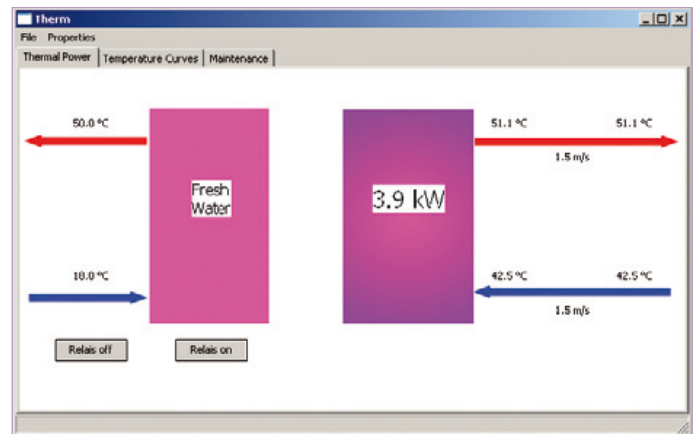 Therm
File Properties
Thermal Power Temperature Curves Maintenance
50.0 °C
51.1 °C 51.1 °C
1.5 m/s
Fresh
Water
3.9 kW
18.0 °C
42.5 °C 42.5 °C
1.5 m/s
Relais off Relais on